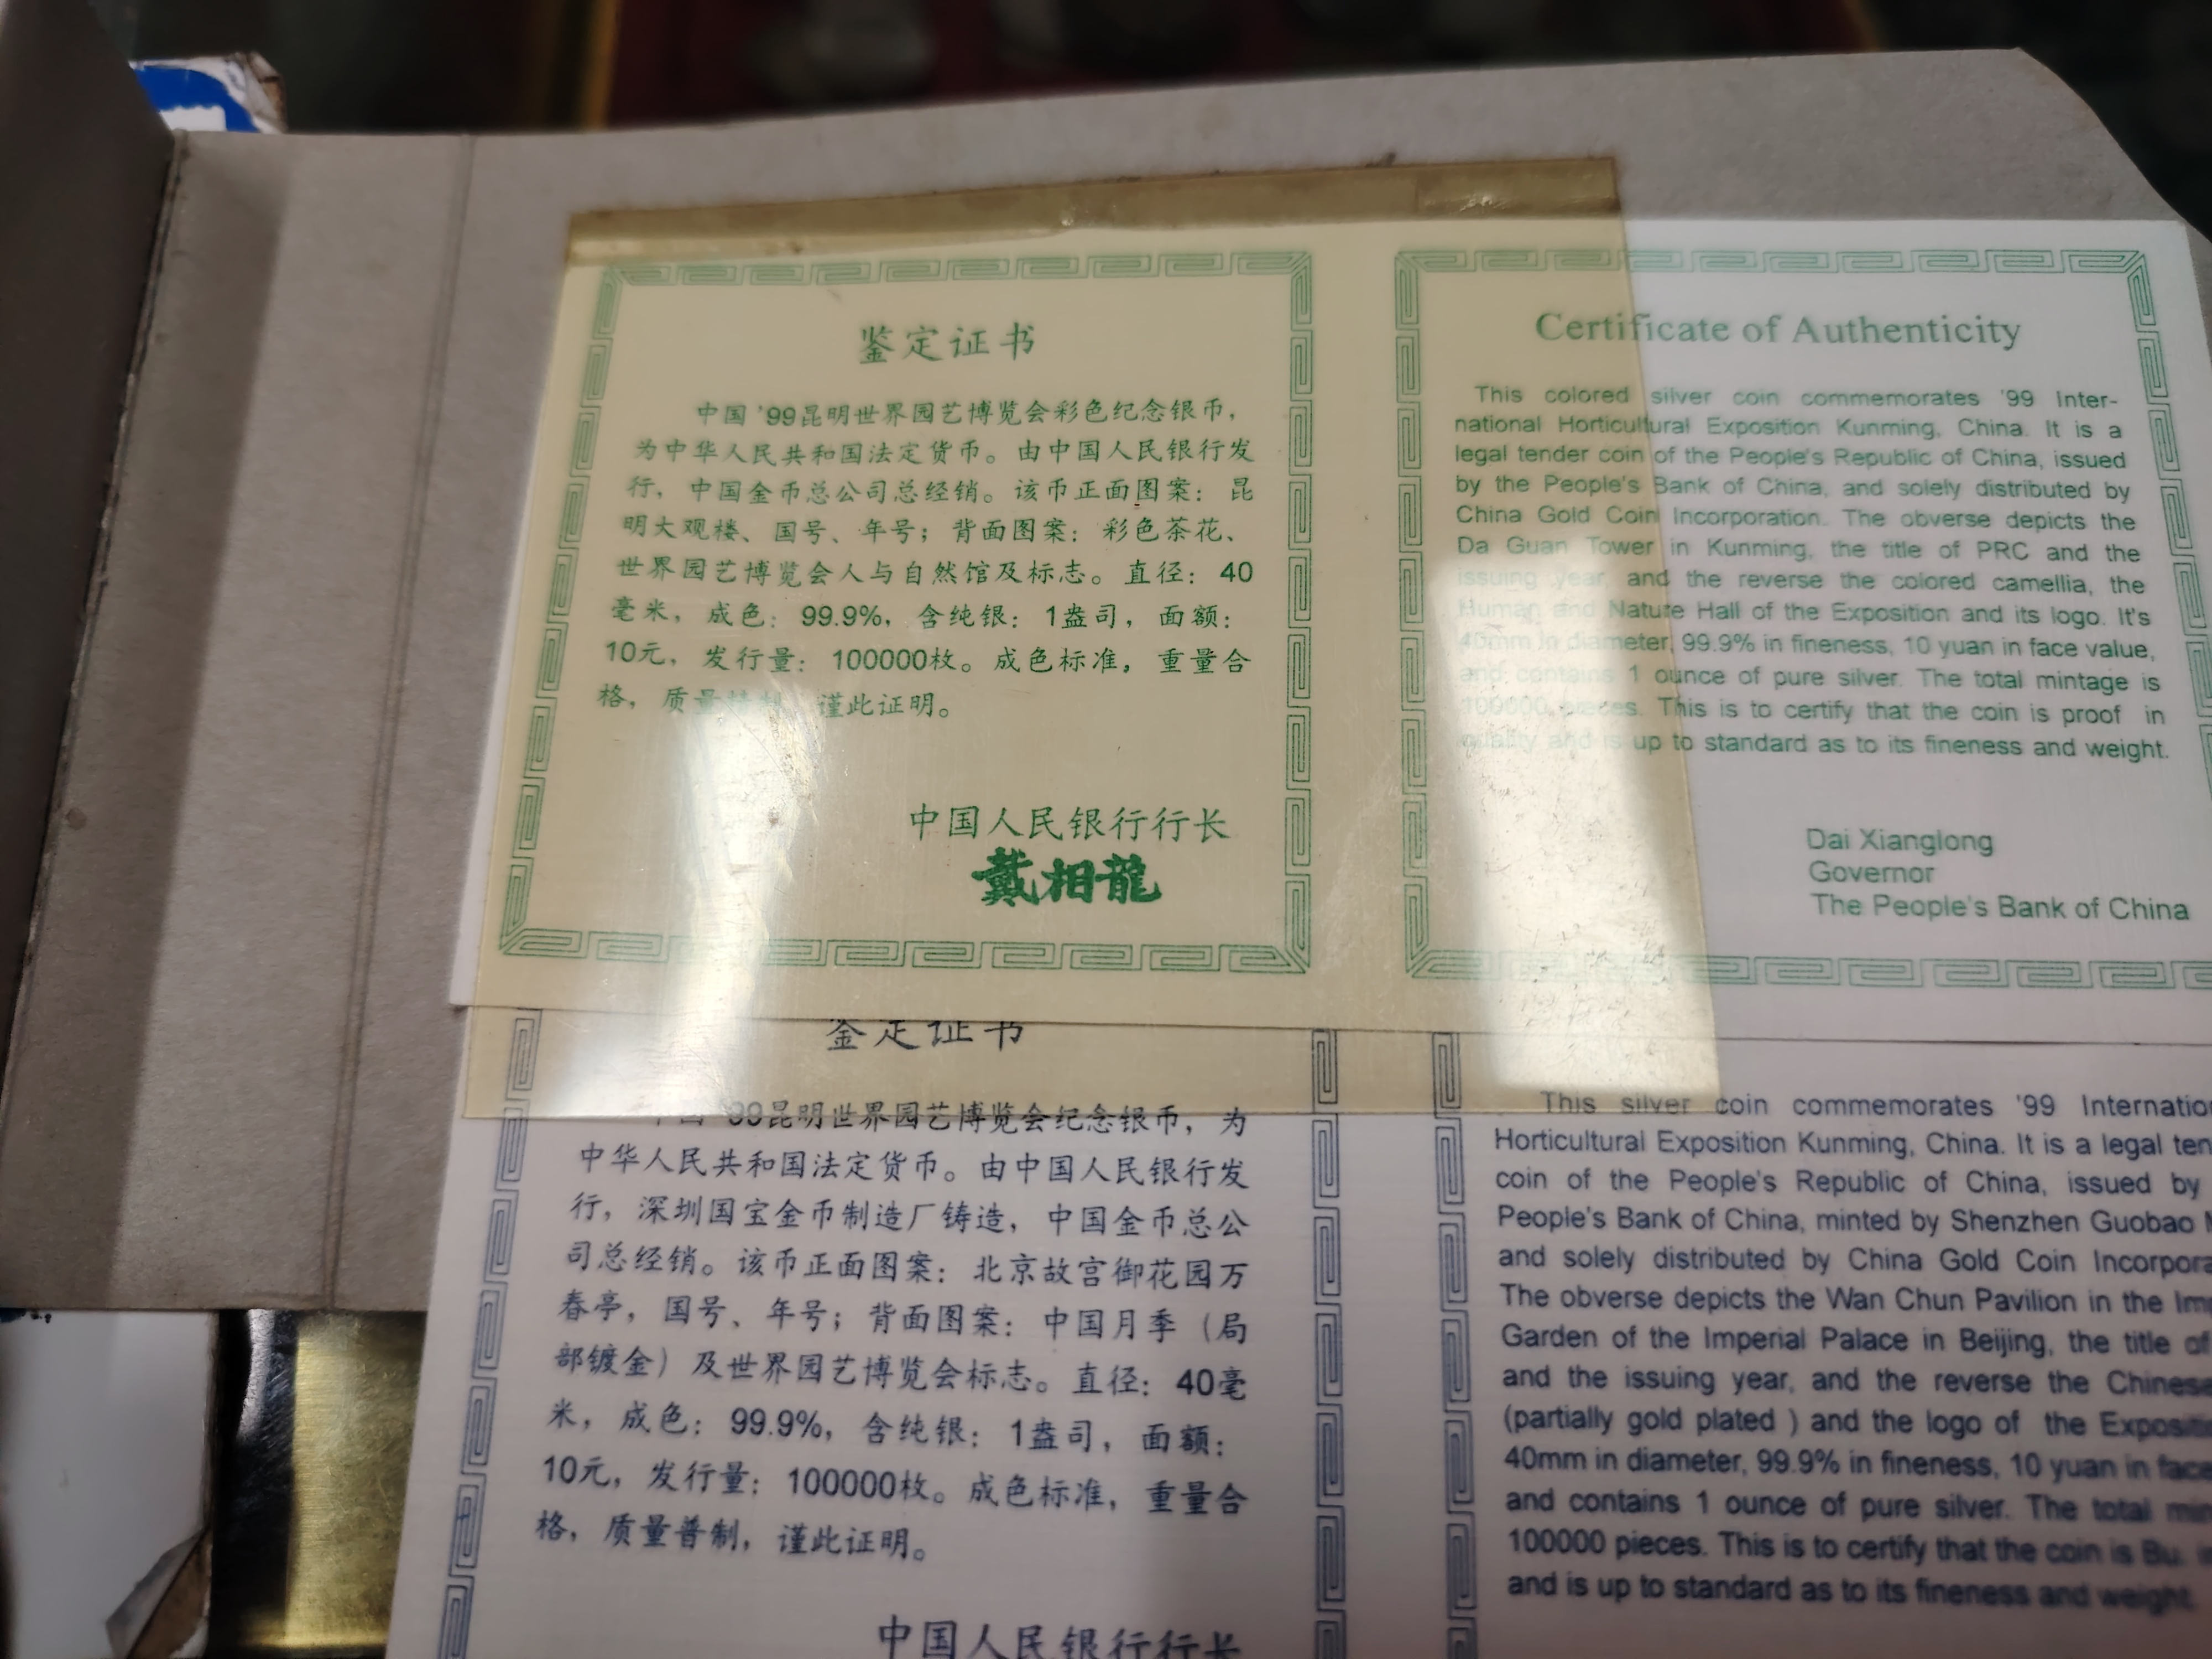 鉴定证书
中国'99昆明世界园艺博览会彩色纪念银币，
为中华人民共和国法定货币。由中国人民银行发
行，中国金币总公司总经销。该币正面图案：昆
明大观楼、国号、年号；背面图案：彩色茶花、
世界园艺博览会人与自然馆及标志。直径：40
毫米，成色：99.9%，含纯银：1盎司，面额：
10元，发行量：100000枚。成色标准，重量合
格，质量精制，谨此证明。
中国人民银行行长
戴相龍
Certificate of Authenticity
This colored silver coin commemorates '99 Inter-
national Horticultural Exposition Kunming, China. It is a
legal tender coin of the People's Republic of China, issued
by the People's Bank of China, and solely distributed by
China Gold Coin Incorporation. The obverse depicts the
Da Guan Tower in Kunming, the title of PRC and the
issuing year, and the reverse the colored camellia, the
Human and Nature Hall of the Exposition and its logo. It's
40mm in diameter, 99.9% in fineness, 10 yuan in face value,
and contains 1 ounce of pure silver. The total mintage is
100000 pieces. This is to certify that the coin is proof in
quality and is up to standard as to its fineness and weight.
Dai Xianglong
Governor
The People's Bank of China
鉴定证书
中国'99昆明世界园艺博览会纪念银币，为
中华人民共和国法定货币。由中国人民银行发
行，深圳国宝金币制造厂铸造，中国金币总公
司总经销。该币正面图案：北京故宫御花园万
春亭，国号、年号；背面图案：中国月季（局
部镀金）及世界园艺博览会标志。直径：40毫
米，成色：99.9%，含纯银：1盎司，面额：
10元，发行量：100000枚。成色标准，重量合
格，质量普制，谨此证明。
中国人民银行行长
This silver coin commemorates '99
Horticultural Exposition Kunming, China. It is a legal
coin of the People's Republic of China, issued by
People's Bank of China, minted by Shenzhen Guobao
and solely distributed by China Gold Coin
The obverse depicts the Wan Chun Pavilion in the
Garden of the Imperial Palace in Beijing, the title
and the issuing year, and the reverse the Chinese
(partially gold plated ) and the logo of the
40mm in diameter, 99.9% in fineness, 10 yuan in face
and contains 1 ounce of pure silver. The total
100000 pieces. This is to certify that the coin is Bu.
and is up to standard as to its fineness and weight.